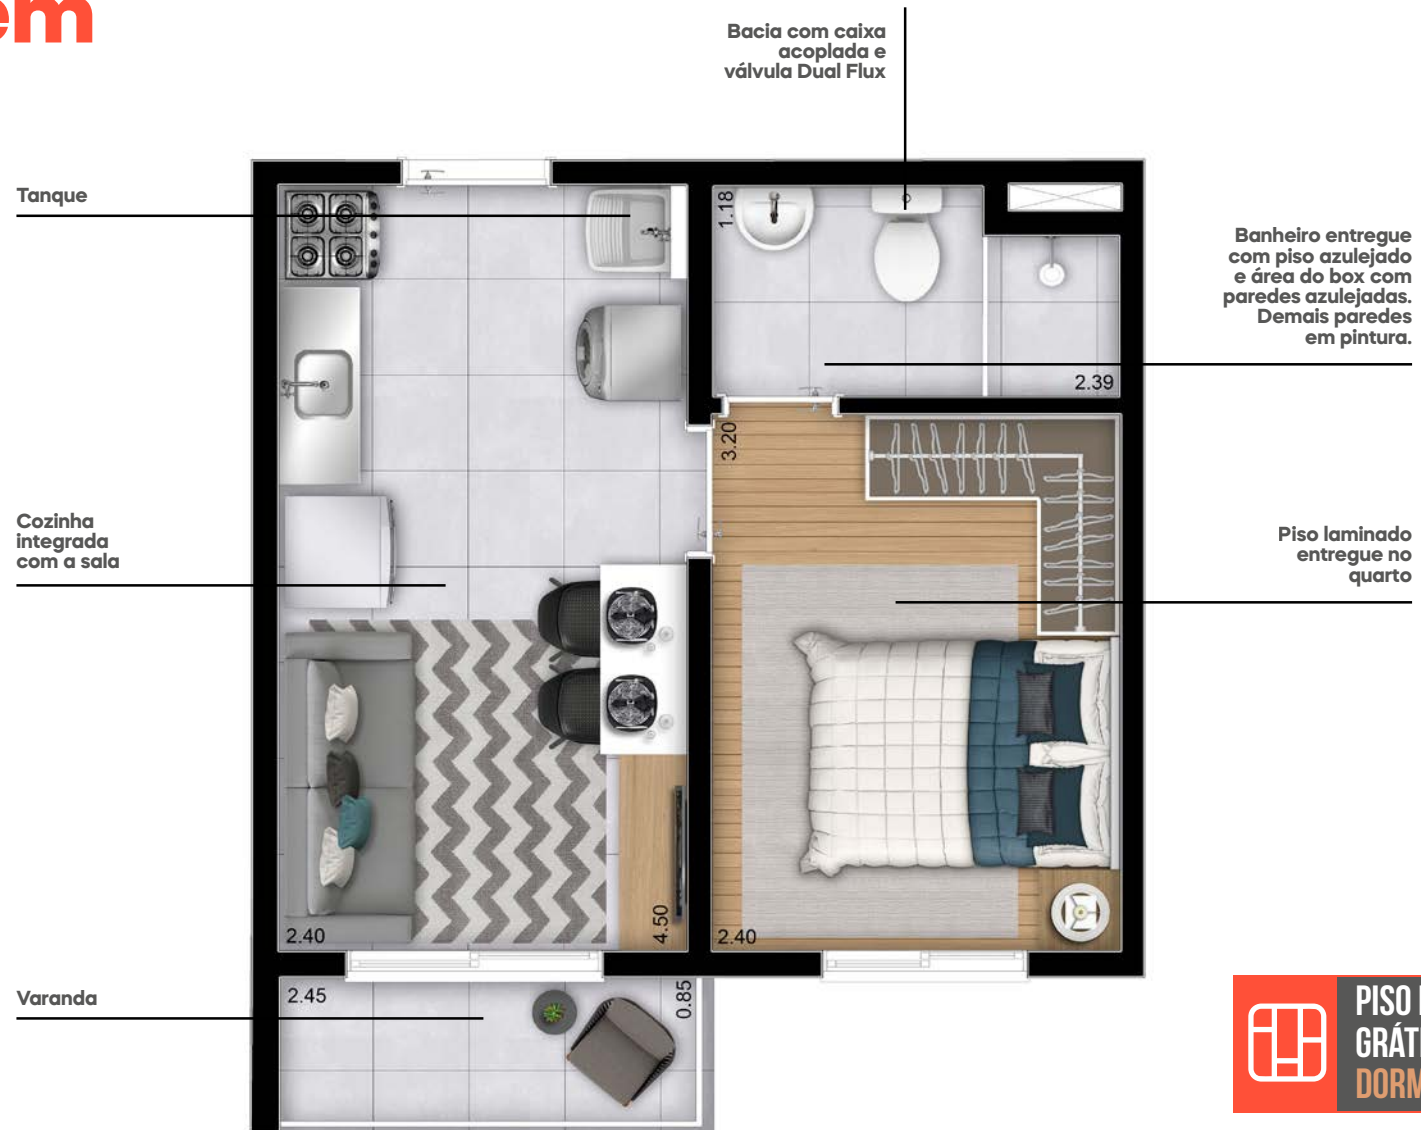 em
Bacia com caixa
acoplada e
válvula Dual Flux
Tanque
1.18
Banheiro entregue
com piso azulejado
e área do box com
paredes azulejadas.
Demais paredes
em pintura.
2.39
3.20
Cozinha
integrada
com a sala
Piso laminado
entregue no
quarto
2.40
4.50
2.40
Varanda
2.45
0.85
PISO
GRÁT
DORM